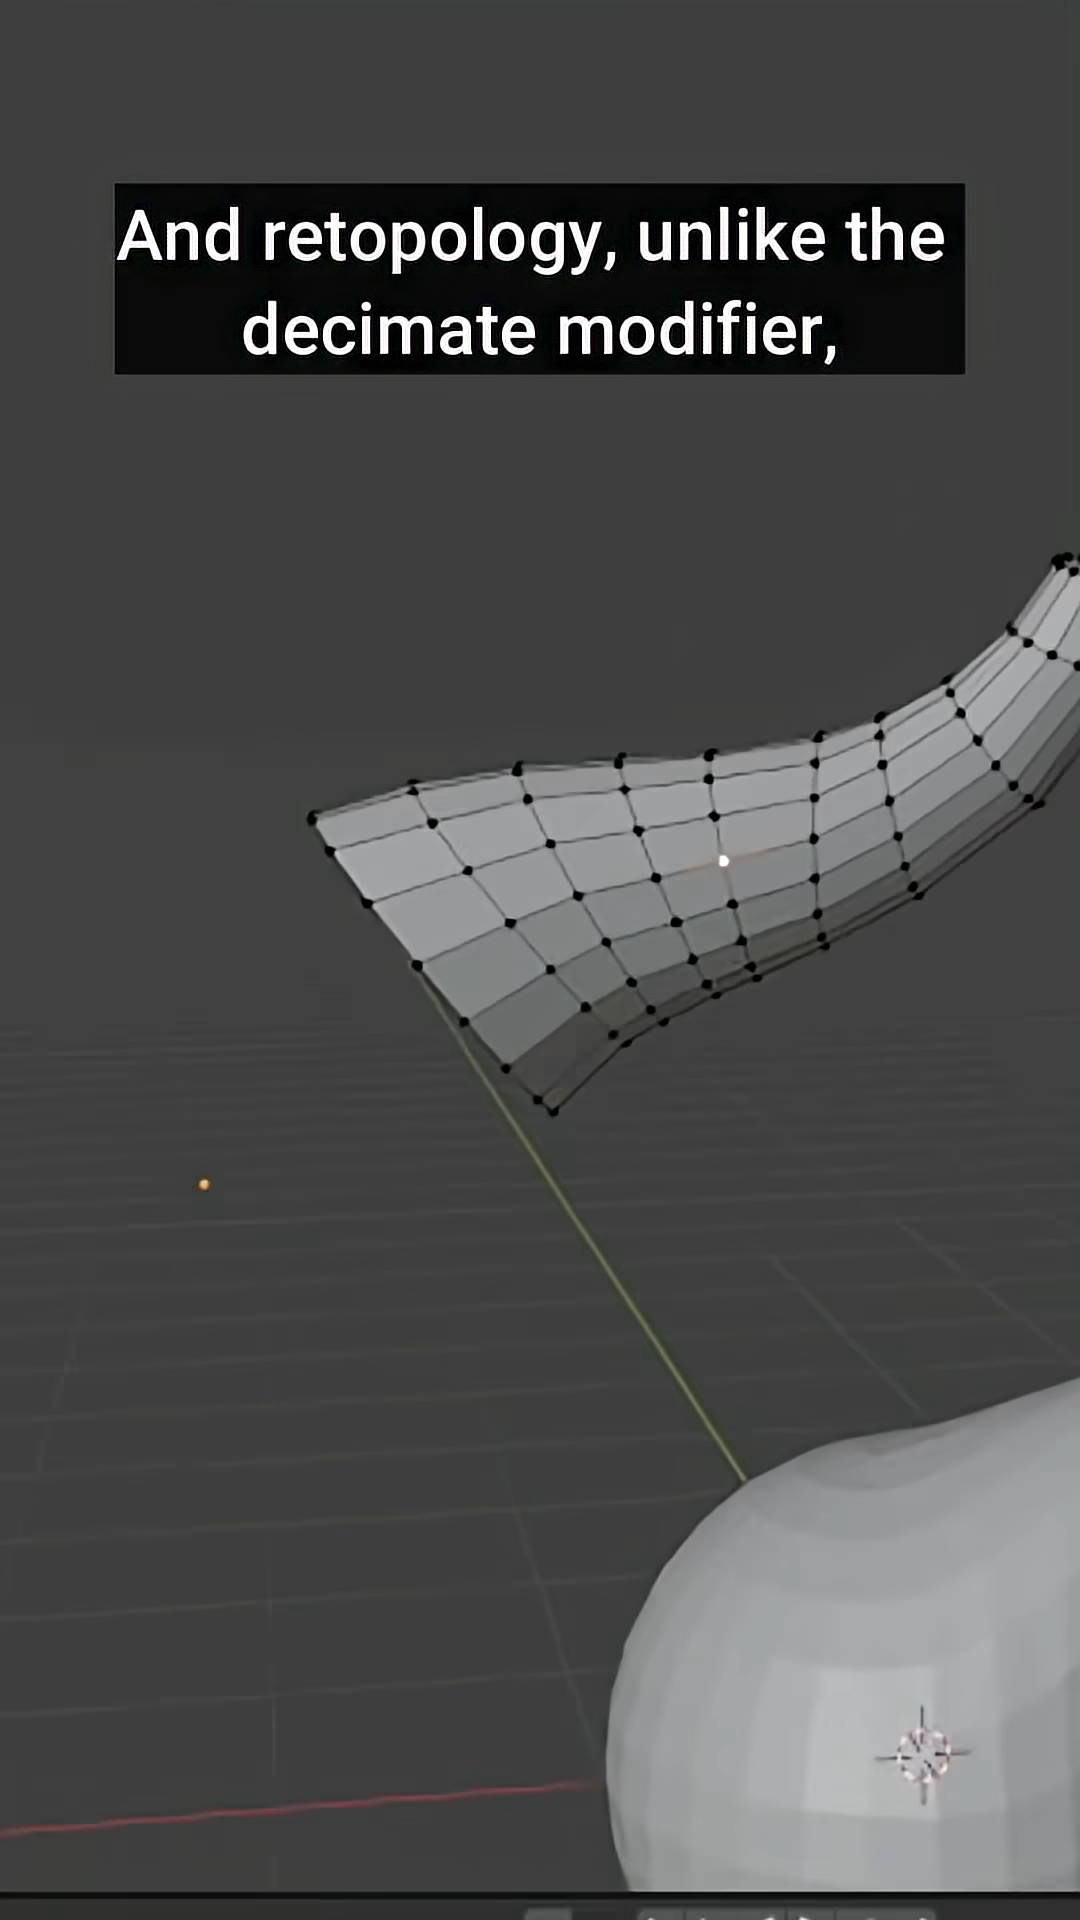 And retopology, unlike the
decimate modifier,